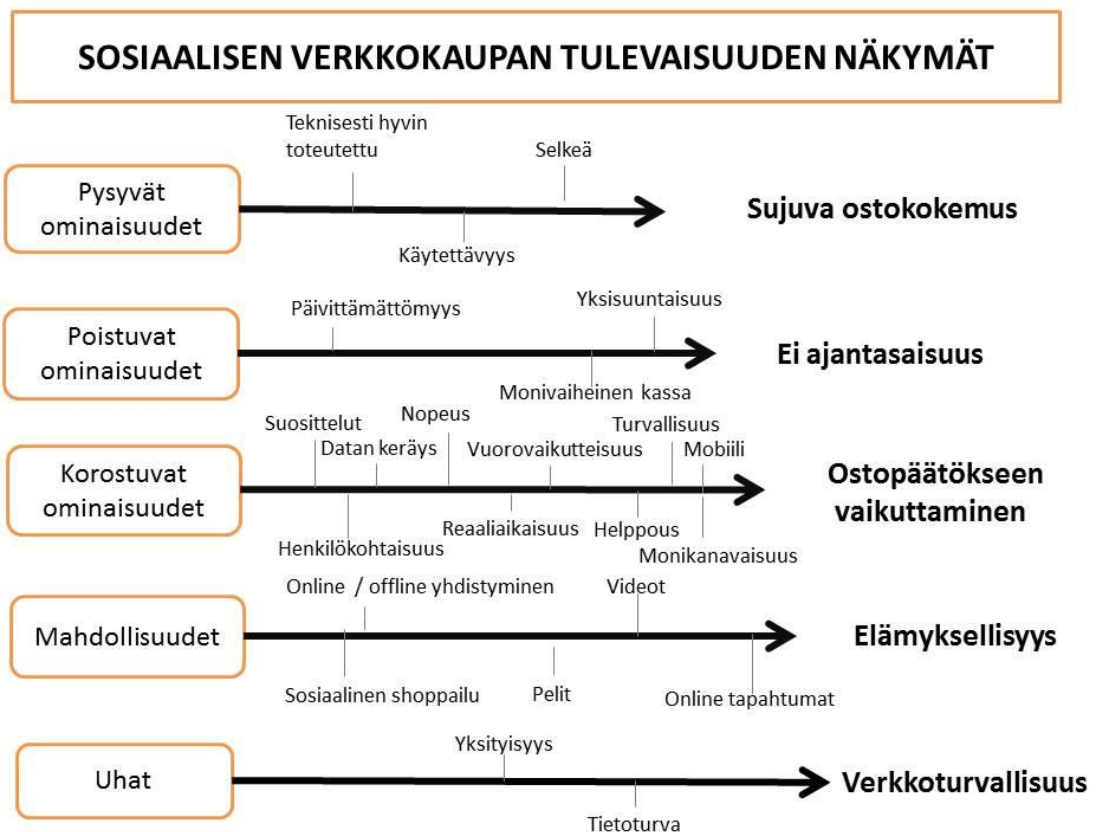 SOSIAALISEN VERKKOKAUPAN TULEVAISUUDEN NÄKYMÄT
Teknisesti hyvin
toteutettu
Selkeä
Pysyvät
ominaisuudet
Sujuva ostokokemus
Käytettävyys
Päivittämättömyys
Yksisuuntaisuus
Poistuvat
ominaisuudet
Ei ajantasaisuus
Monivaiheinen kassa
Suosittelut
Datan keräys
Nopeus
Vuorovaikutteisuus
Turvallisuus
Mobiili
Korostuvat
ominaisuudet
Ostopäätökseen
vaikuttaminen
Henkilökohtaisuus
Reaaliaikaisuus
Helppous
Monikanavaisuus
Online / offline yhdistyminen
Videot
Mahdollisuudet
Elämyksellisyys
Sosiaalinen shoppailu
Pelit
Online tapahtumat
Yksityisyys
Uhat
Verkkoturvallisuus
Tietoturva